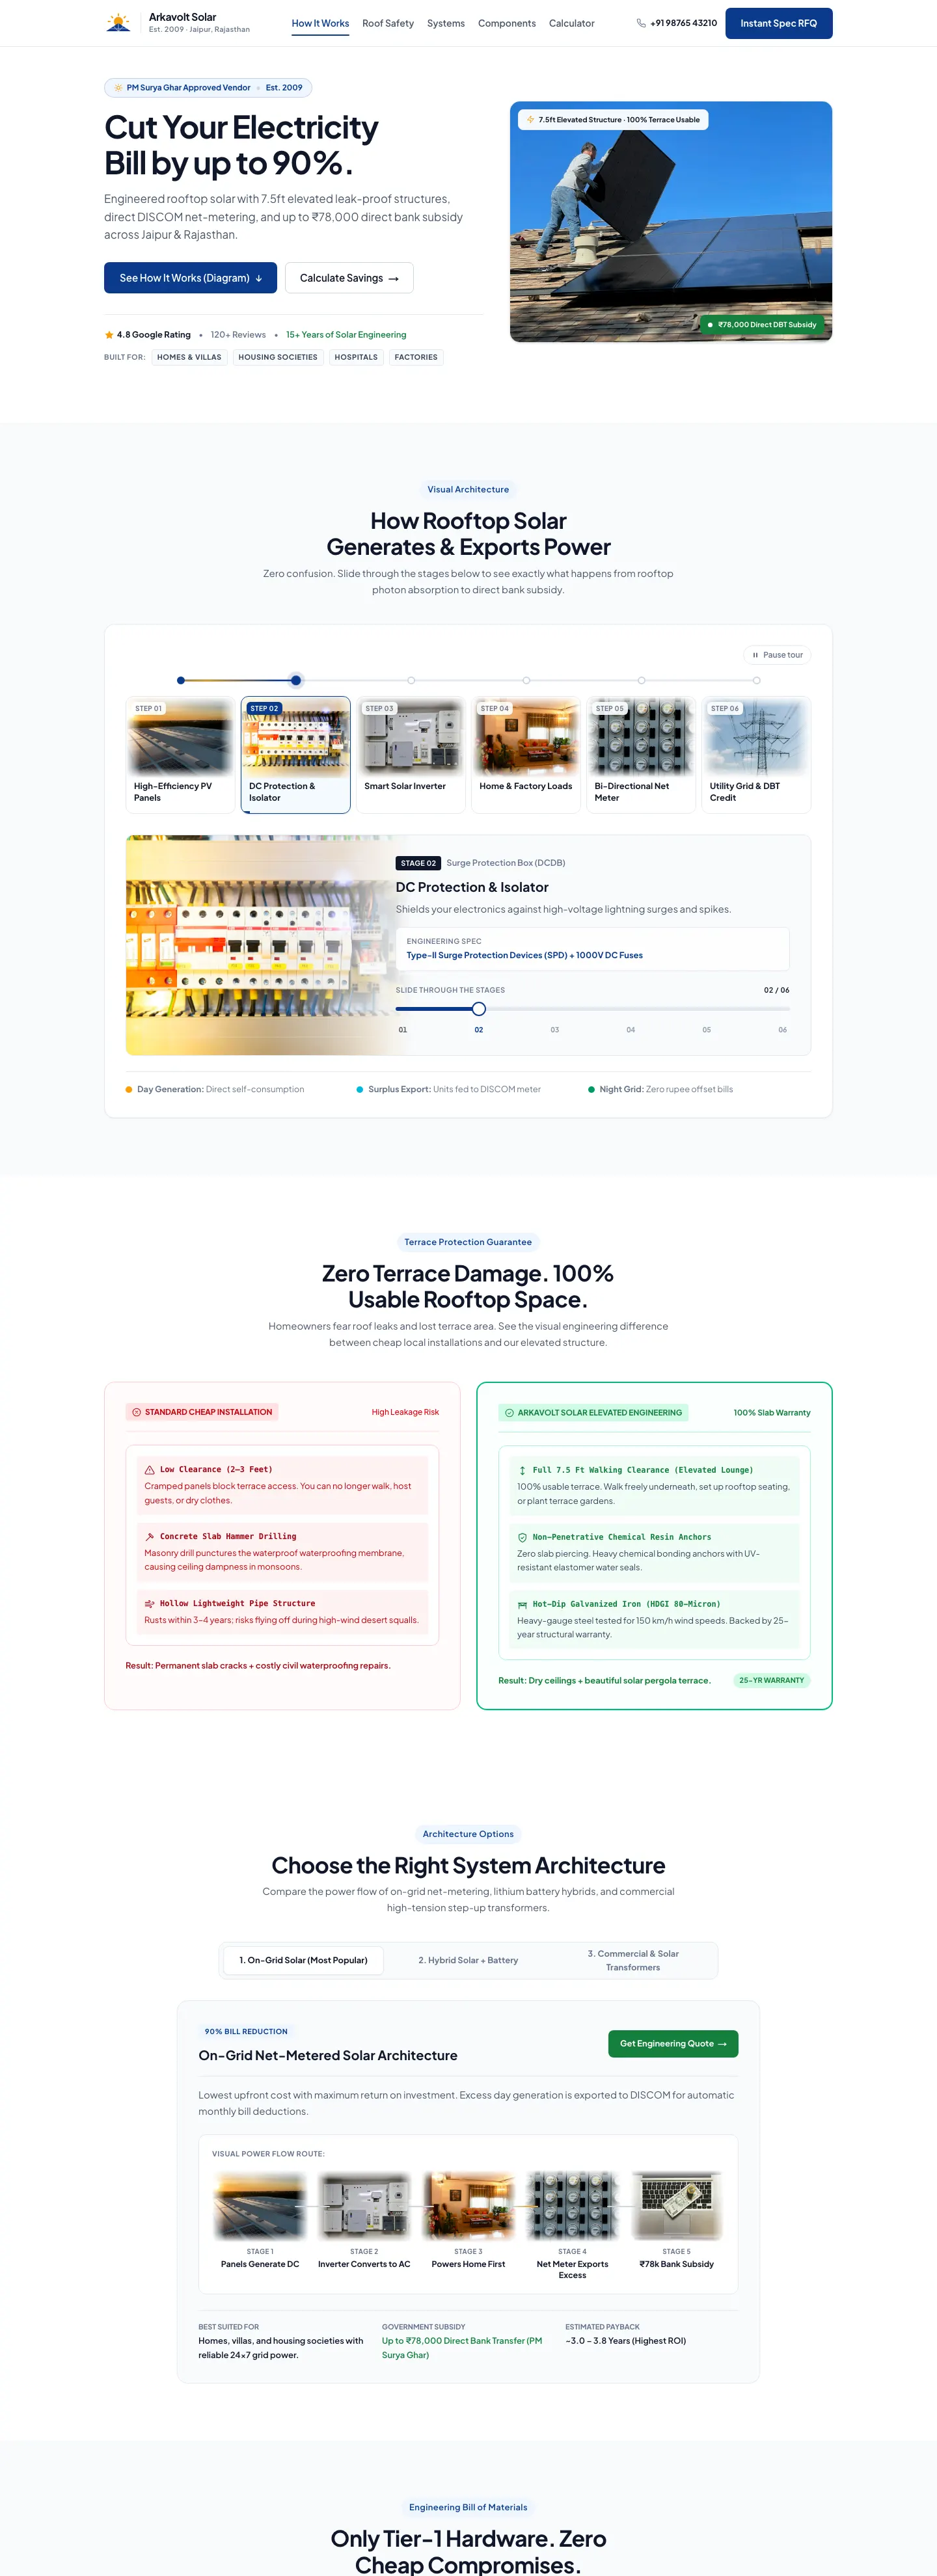 Arkavolt Solar
Est. 2009 · Jaipur, Rajasthan
How It Works
Roof Safety
Systems
Components
Calculator
+91 98765 43210
Instant Spec RFQ
PM Surya Ghar Approved Vendor • Est. 2009
Cut Your Electricity
Bill by up to 90%.
Engineered rooftop solar with 7.5ft elevated leak-proof structures,
direct DISCOM net-metering, and up to ₹78,000 direct bank subsidy
across Jaipur & Rajasthan.
See How It Works (Diagram) ↓
Calculate Savings →
4.8 Google Rating • 120+ Reviews • 15+ Years of Solar Engineering
BUILT FOR: HOMES & VILLAS HOUSING SOCIETIES HOSPITALS FACTORIES
7.5ft Elevated Structure · 100% Terrace Usable
₹78,000 Direct DBT Subsidy
Visual Architecture
How Rooftop Solar
Generates & Exports Power
Zero confusion. Slide through the stages below to see exactly what happens from rooftop
photon absorption to direct bank subsidy.
Pause tour
STEP 01
High-Efficiency PV
Panels
STEP 02
DC Protection &
Isolator
STEP 03
Smart Solar Inverter
STEP 04
Home & Factory Loads
STEP 05
Bi-Directional Net
Meter
STEP 06
Utility Grid & DBT
Credit
STAGE 02 Surge Protection Box (DCDB)
DC Protection & Isolator
Shields your electronics against high-voltage lightning surges and spikes.
ENGINEERING SPEC
Type-II Surge Protection Devices (SPD) + 1000V DC Fuses
SLIDE THROUGH THE STAGES 02 / 06
01 02 03 04 05 06
Day Generation: Direct self-consumption
Surplus Export: Units fed to DISCOM meter
Night Grid: Zero rupee offset bills
Terrace Protection Guarantee
Zero Terrace Damage. 100%
Usable Rooftop Space.
Homeowners fear roof leaks and lost terrace area. See the visual engineering difference
between cheap local installations and our elevated structure.
STANDARD CHEAP INSTALLATION
High Leakage Risk
Low Clearance (2–3 Feet)
Cramped panels block terrace access. You can no longer walk, host
guests, or dry clothes.
Concrete Slab Hammer Drilling
Masonry drill punctures the waterproof waterproofing membrane,
causing ceiling dampness in monsoons.
Hollow Lightweight Pipe Structure
Rusts within 3–4 years; risks flying off during high-wind desert squalls.
Result: Permanent slab cracks + costly civil waterproofing repairs.
ARKAVOLT SOLAR ELEVATED ENGINEERING
100% Slab Warranty
Full 7.5 Ft Walking Clearance (Elevated Lounge)
100% usable terrace. Walk freely underneath, set up rooftop seating,
or plant terrace gardens.
Non-Penetrative Chemical Resin Anchors
Zero slab piercing. Heavy chemical bonding anchors with UV-
resistant elastomer water seals.
Hot-Dip Galvanized Iron (HDGI 80-Micron)
Heavy-gauge steel tested for 150 km/h wind speeds. Backed by 25-
year structural warranty.
Result: Dry ceilings + beautiful solar pergola terrace.
25-YR WARRANTY
Architecture Options
Choose the Right System Architecture
Compare the power flow of on-grid net-metering, lithium battery hybrids, and commercial
high-tension step-up transformers.
1. On-Grid Solar (Most Popular)
2. Hybrid Solar + Battery
3. Commercial & Solar
Transformers
90% BILL REDUCTION
On-Grid Net-Metered Solar Architecture
Get Engineering Quote →
Lowest upfront cost with maximum return on investment. Excess day generation is exported to DISCOM for automatic
monthly bill deductions.
VISUAL POWER FLOW ROUTE:
STAGE 1
Panels Generate DC
STAGE 2
Inverter Converts to AC
STAGE 3
Powers Home First
STAGE 4
Net Meter Exports
Excess
STAGE 5
₹78k Bank Subsidy
BEST SUITED FOR
Homes, villas, and housing societies with
reliable 24×7 grid power.
GOVERNMENT SUBSIDY
Up to ₹78,000 Direct Bank Transfer (PM
Surya Ghar)
ESTIMATED PAYBACK
~3.0 – 3.8 Years (Highest ROI)
Engineering Bill of Materials
Only Tier-1 Hardware. Zero
Cheap Compromises.